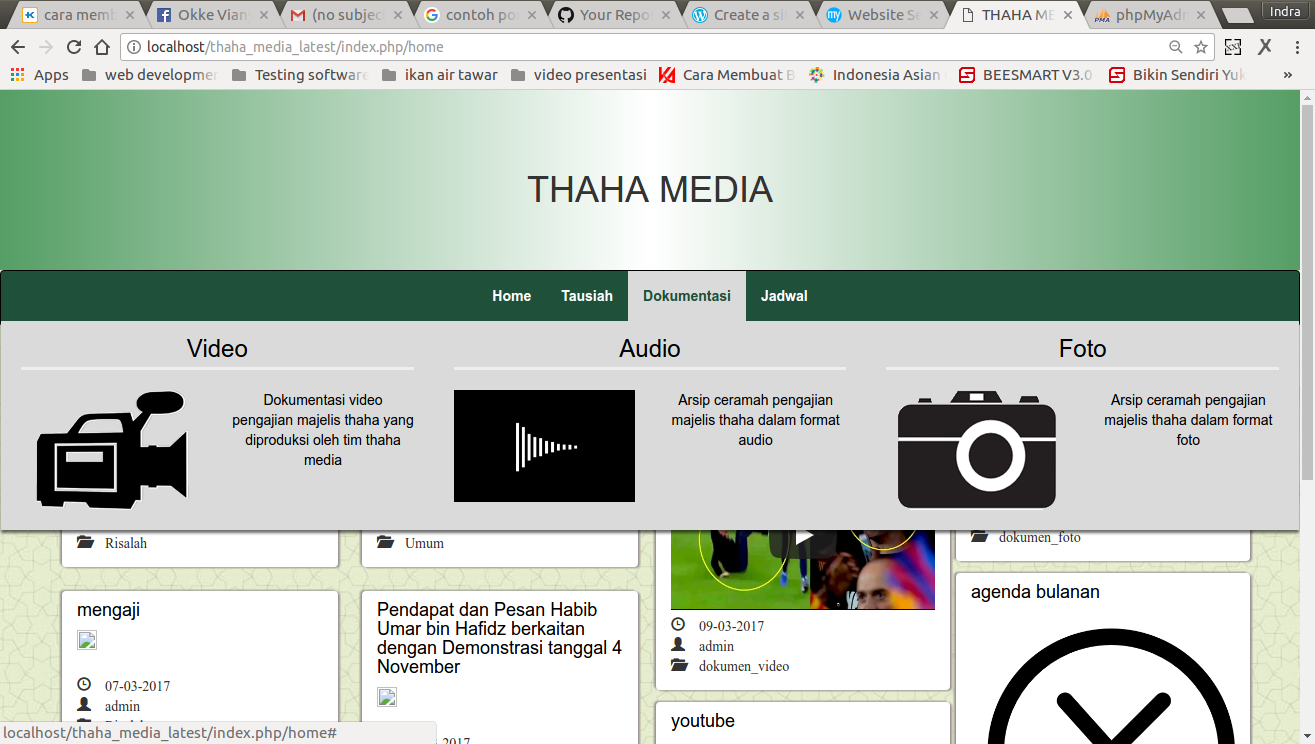 cara memb
Okke Vian
(no subjec
contoh po
Your Repo
Create a si
Website Se
THAHA ME
phpMyAdm
Indra
localhost/thaha_media_latest/index.php/home
Apps
web developmen
Testing software
ikan air tawar
video presentasi
Cara Membuat B
Indonesia Asian
BEESMART V3.0
Bikin Sendiri Yuk
»
THAHA MEDIA
Home
Tausiah
Dokumentasi
Jadwal
Video
Audio
Foto
Dokumentasi video
pengajian majelis thaha yang
diproduksi oleh tim thaha
media
Arsip ceramah pengajian
majelis thaha dalam format
audio
Arsip ceramah pengajian
majelis thaha dalam format
foto
Risalah
Umum
dokumen_foto
mengaji
07-03-2017
admin
Pendapat dan Pesan Habib
Umar bin Hafidz berkaitan
dengan Demonstrasi tanggal 4
November
2017
09-03-2017
admin
dokumen_video
youtube
agenda bulanan
localhost/thaha_media_latest/index.php/home#